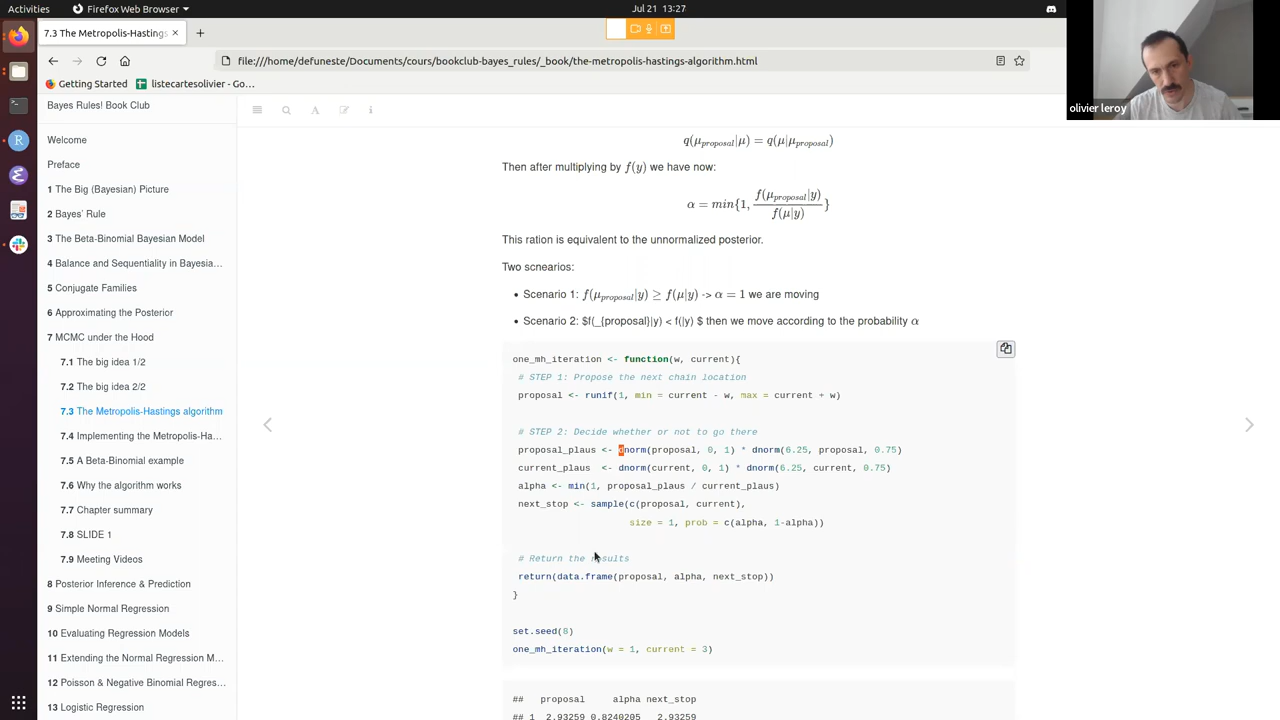 Activities
Firefox Web Browser
Jul 21 13:27
7.3 The Metropolis-Hastings
file:///home/defuneste/Documents/cours/bookclub-bayes_rules/_book/the-metropolis-hastings-algorithm.html
Getting Started
listecartesolivier - Go…
olivier leroy
Bayes Rules! Book Club
Welcome
Preface
1 The Big (Bayesian) Picture
2 Bayes’ Rule
3 The Beta-Binomial Bayesian Model
4 Balance and Sequentiality in Bayesia…
5 Conjugate Families
6 Approximating the Posterior
7 MCMC under the Hood
7.1 The big idea 1/2
7.2 The big idea 2/2
7.3 The Metropolis-Hastings algorithm
7.4 Implementing the Metropolis-Ha…
7.5 A Beta-Binomial example
7.6 Why the algorithm works
7.7 Chapter summary
7.8 SLIDE 1
7.9 Meeting Videos
8 Posterior Inference & Prediction
9 Simple Normal Regression
10 Evaluating Regression Models
11 Extending the Normal Regression M…
12 Poisson & Negative Binomial Regres…
13 Logistic Regression
q(μproposal|μ) = q(μ|μproposal)
Then after multiplying by f(y) we have now:
α = min{1, f(μproposal|y) / f(μ|y)}
This ration is equivalent to the unnormalized posterior.
Two scnearios:
• Scenario 1: f(μproposal|y) ≥ f(μ|y) -> α = 1 we are moving
• Scenario 2: $f(_{proposal}|y) < f(|y) $ then we move according to the probability α
one_mh_iteration <- function(w, current){
# STEP 1: Propose the next chain location
proposal <- runif(1, min = current - w, max = current + w)
# STEP 2: Decide whether or not to go there
proposal_plaus <- dnorm(proposal, 0, 1) * dnorm(6.25, proposal, 0.75)
current_plaus <- dnorm(current, 0, 1) * dnorm(6.25, current, 0.75)
alpha <- min(1, proposal_plaus / current_plaus)
next_stop <- sample(c(proposal, current),
size = 1, prob = c(alpha, 1-alpha))
# Return the results
return(data.frame(proposal, alpha, next_stop))
}
set.seed(8)
one_mh_iteration(w = 1, current = 3)
## proposal alpha next_stop
## 1 2.93259 0.8240205 2.93259